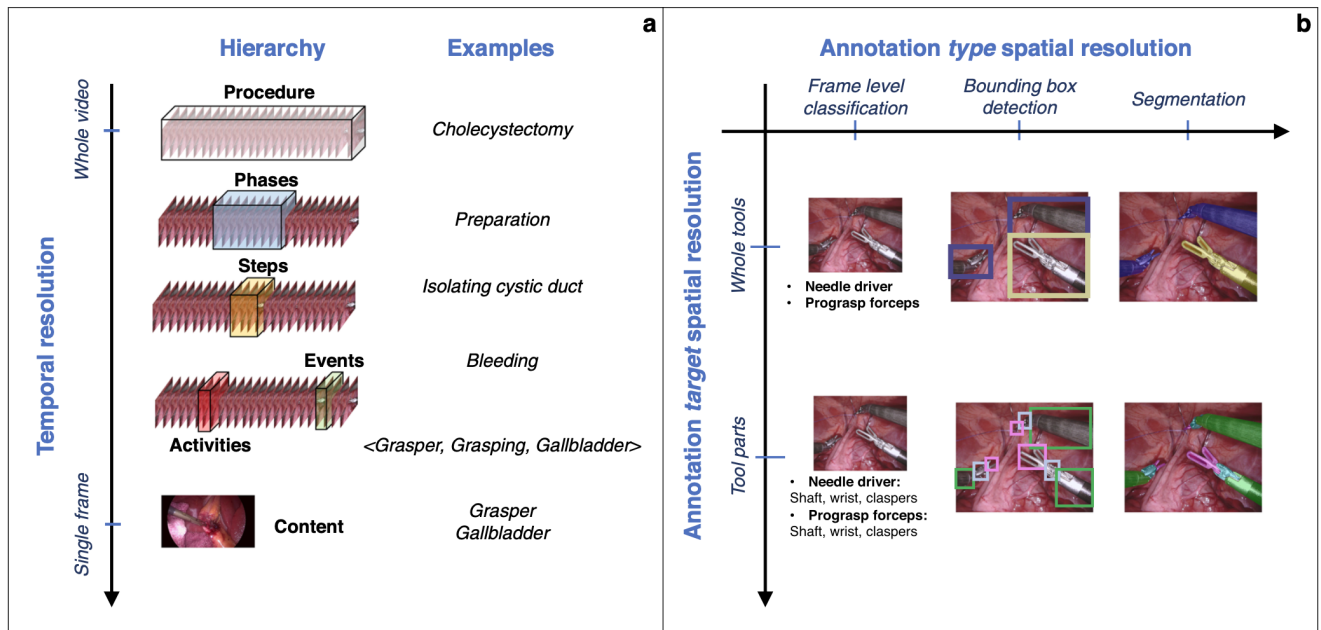 a
Hierarchy
Examples
Temporal resolution
Whole video
Single frame
Procedure
Cholecystectomy
Phases
Preparation
Steps
Isolating cystic duct
Events
Bleeding
Activities
<Grasper, Grasping, Gallbladder>
Content
Grasper
Gallbladder
b
Annotation type spatial resolution
Frame level
classification
Bounding box
detection
Segmentation
Annotation target spatial resolution
Whole tools
• Needle driver
• Prograsp forceps
Tool parts
• Needle driver:
Shaft, wrist, claspers
• Prograsp forceps:
Shaft, wrist, claspers